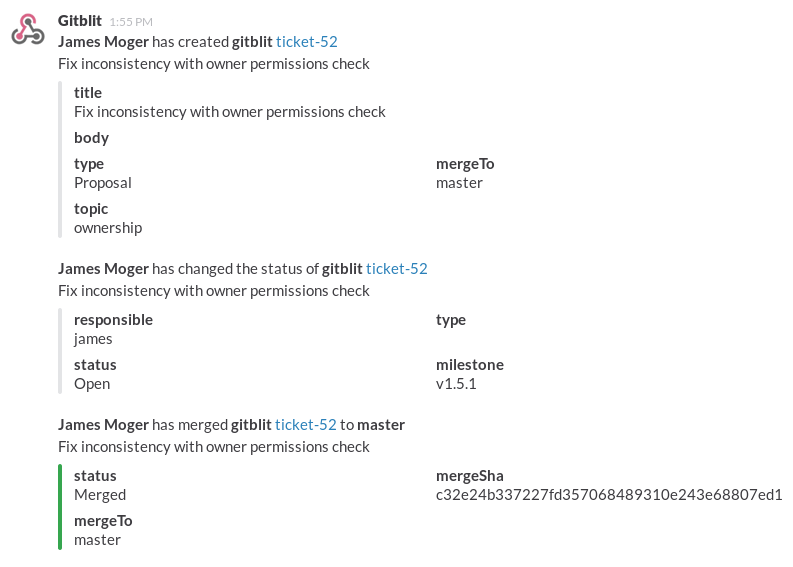 Gitblit 1:55 PM
James Moger has created gitblit ticket-52
Fix inconsistency with owner permissions check
title
Fix inconsistency with owner permissions check
body
type mergeTo
Proposal master
topic
ownership
James Moger has changed the status of gitblit ticket-52
Fix inconsistency with owner permissions check
responsible type
james
status milestone
Open v1.5.1
James Moger has merged gitblit ticket-52 to master
Fix inconsistency with owner permissions check
status mergeSha
Merged c32e24b337227fd357068489310e243e68807ed1
mergeTo
master